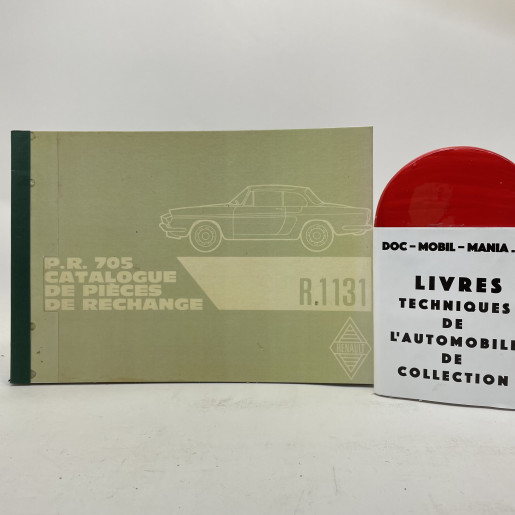 P.R. 705
CATALOGUE
DE PIÈCES
DE RECHANGE
R.1131
RENAULT
DOC - MOBIL - MANIA.
LIVRES
TECHNIQUES
DE
L'AUTOMOBILE
DE
COLLECTION